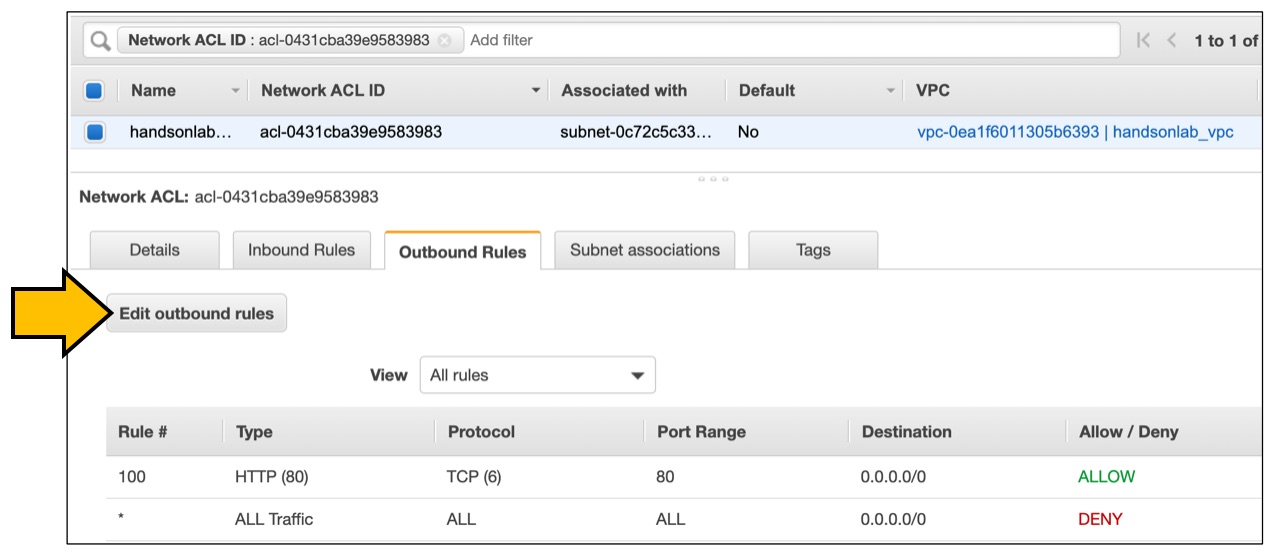 Network ACL ID : acl-0431cba39e9583983 Add filter 1 to 1 of
Name Network ACL ID Associated with Default VPC
handsonlab... acl-0431cba39e9583983 subnet-0c72c5c33... No vpc-0ea1f6011305b6393 | handsonlab_vpc
Network ACL: acl-0431cba39e9583983
Details Inbound Rules Outbound Rules Subnet associations Tags
Edit outbound rules
View All rules
Rule # Type Protocol Port Range Destination Allow / Deny
100 HTTP (80) TCP (6) 80 0.0.0.0/0 ALLOW
* ALL Traffic ALL ALL 0.0.0.0/0 DENY